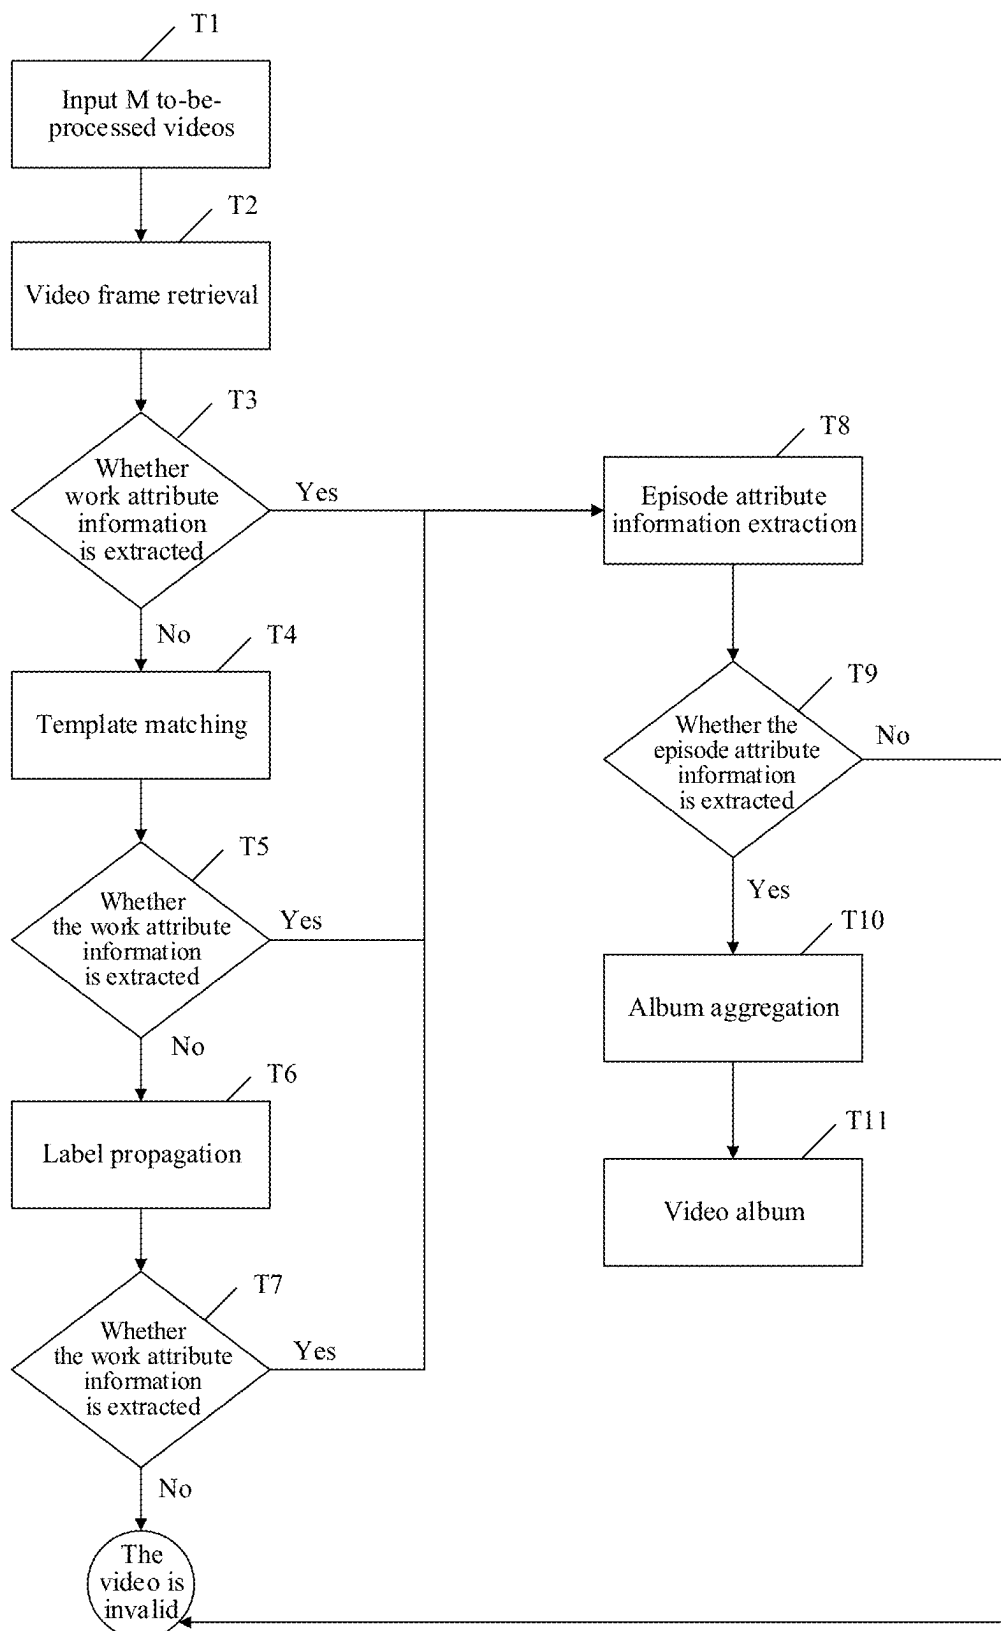 T1
Input M to-be-
processed videos
T2
Video frame retrieval
T3
Whether
work attribute
information
is extracted
Yes
No
T4
Template matching
T5
Whether
the work attribute
information
is extracted
Yes
No
T6
Label propagation
T7
Whether
the work attribute
information
is extracted
Yes
No
The
video is
invalid
T8
Episode attribute
information extraction
T9
Whether the
episode attribute
information
is extracted
No
Yes
T10
Album aggregation
T11
Video album